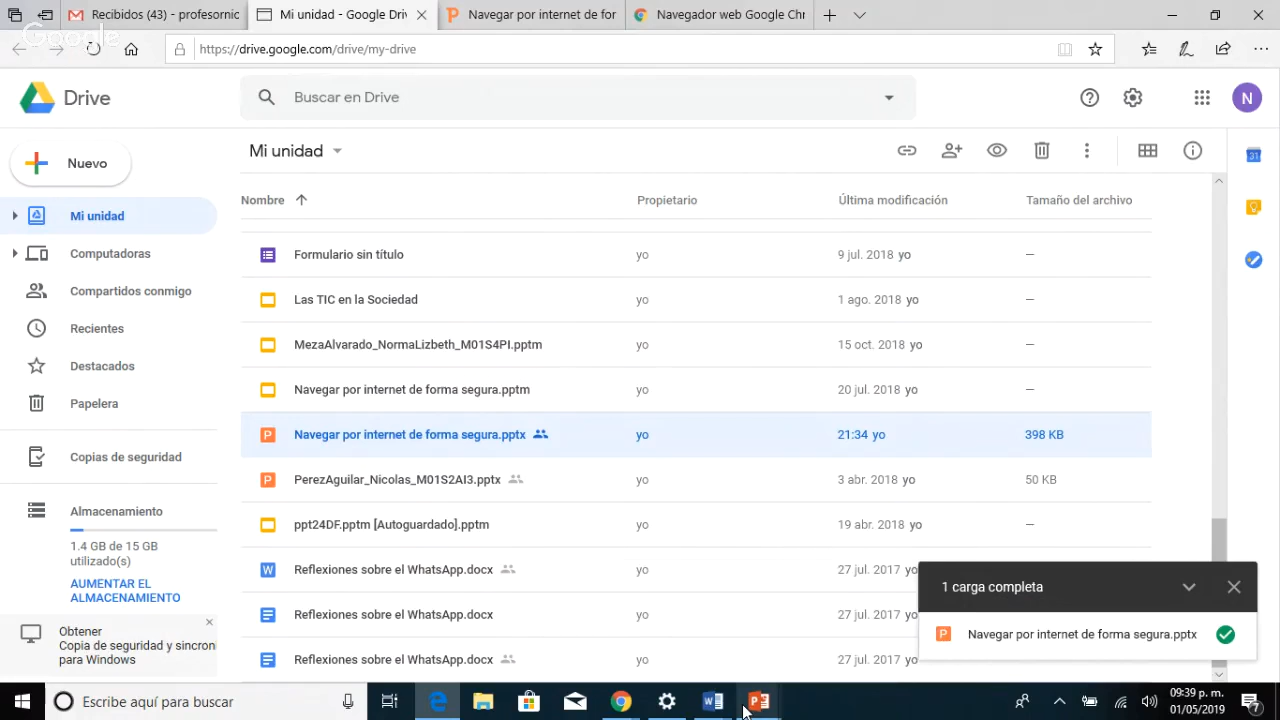 Recibidos (43) - profesornic
Mi unidad - Google Driv
Navegar por internet de for
Navegador web Google Chr
Google
https://drive.google.com/drive/my-drive
Drive
Buscar en Drive
N
Nuevo
Mi unidad
31
Nombre
Propietario
Última modificación
Tamaño del archivo
Mi unidad
Computadoras
Compartidos conmigo
Recientes
Destacados
Papelera
Copias de seguridad
Almacenamiento
1.4 GB de 15 GB
utilizado(s)
AUMENTAR EL
ALMACENAMIENTO
Obtener
Copia de seguridad y sincron
para Windows
Formulario sin título yo 9 jul. 2018 yo —
Las TIC en la Sociedad yo 1 ago. 2018 yo —
MezaAlvarado_NormaLizbeth_M01S4PI.pptm yo 15 oct. 2018 yo —
Navegar por internet de forma segura.pptm yo 20 jul. 2018 yo —
P Navegar por internet de forma segura.pptx yo 21:34 yo 398 KB
P PerezAguilar_Nicolas_M01S2AI3.pptx yo 3 abr. 2018 yo 50 KB
ppt24DF.pptm [Autoguardado].pptm yo 19 abr. 2018 yo —
W Reflexiones sobre el WhatsApp.docx yo 27 jul. 2017 yo
Reflexiones sobre el WhatsApp.docx yo 27 jul. 2017 yo
Reflexiones sobre el WhatsApp.docx yo 27 jul. 2017 yo
1 carga completa
P Navegar por internet de forma segura.pptx
Escribe aquí para buscar
09:39 p. m.
01/05/2019
7